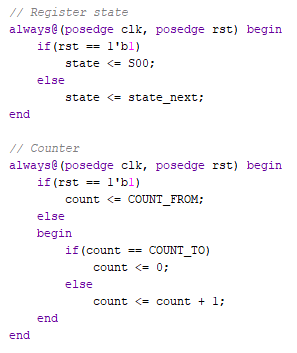 // Register state
always@(posedge clk, posedge rst) begin
    if(rst == 1'b1)
        state <= S00;
    else
        state <= state_next;
end

// Counter
always@(posedge clk, posedge rst) begin
    if(rst == 1'b1)
        count <= COUNT_FROM;
    else
    begin
        if(count == COUNT_TO)
            count <= 0;
        else
            count <= count + 1;
    end
end